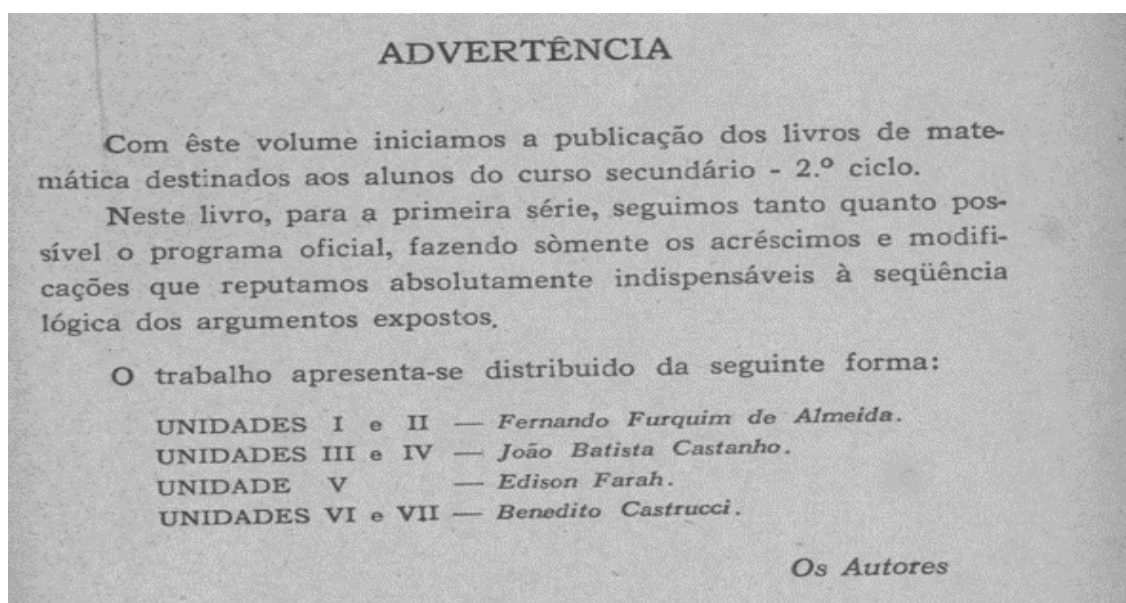 ADVERTÊNCIA
Com êste volume iniciamos a publicação dos livros de mate-
mática destinados aos alunos do curso secundário - 2.º ciclo.
Neste livro, para a primeira série, seguimos tanto quanto pos-
sível o programa oficial, fazendo sòmente os acréscimos e modifi-
cações que reputamos absolutamente indispensáveis à seqüência
lógica dos argumentos expostos.
O trabalho apresenta-se distribuido da seguinte forma:
UNIDADES I e II — Fernando Furquim de Almeida.
UNIDADES III e IV — João Batista Castanho.
UNIDADE V — Edison Farah.
UNIDADES VI e VII — Benedito Castrucci.
Os Autores